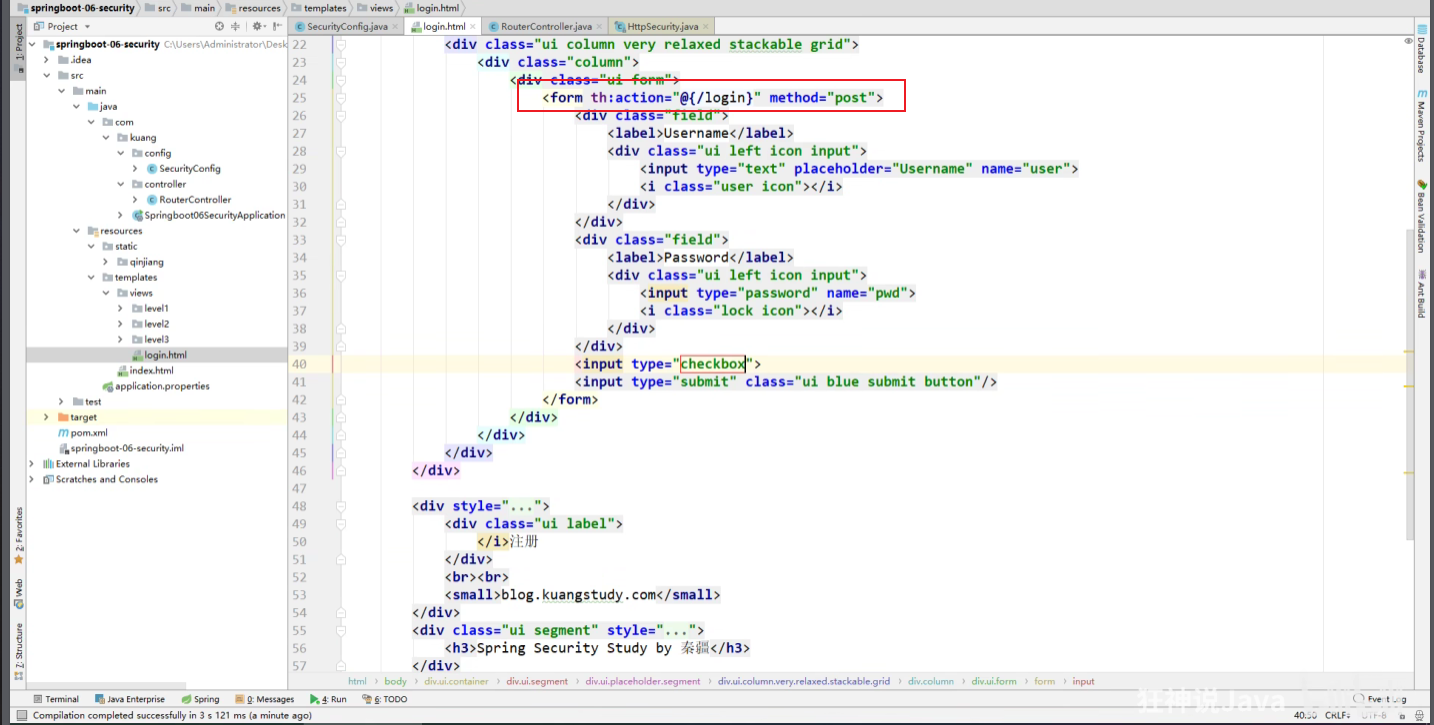 springboot-06-security src main resources templates views login.html
Project
SecurityConfig.java login.html RouterController.java HttpSecurity.java
1: Project
springboot-06-security C:\Users\Administrator\Desk
.idea
src
main
java
com
kuang
config
SecurityConfig
controller
RouterController
Springboot06SecurityApplication
resources
static
qinjiang
templates
views
level1
level2
level3
login.html
index.html
application.properties
test
target
pom.xml
springboot-06-security.iml
External Libraries
Scratches and Consoles
2: Favorites
Web
7: Structure
22 <div class="ui column very relaxed stackable grid">
23 <div class="column">
24 <div class="ui form">
25 <form th:action="@{/login}" method="post">
26 <div class="field">
27 <label>Username</label>
28 <div class="ui left icon input">
29 <input type="text" placeholder="Username" name="user">
30 <i class="user icon"></i>
31 </div>
32 </div>
33 <div class="field">
34 <label>Password</label>
35 <div class="ui left icon input">
36 <input type="password" name="pwd">
37 <i class="lock icon"></i>
38 </div>
39 </div>
40 <input type="checkbox">
41 <input type="submit" class="ui blue submit button"/>
42 </form>
43 </div>
44 </div>
45 </div>
46 </div>
47
48 <div style="...">
49 <div class="ui label">
50 </i>注册
51 </div>
52 <br><br>
53 <small>blog.kuangstudy.com</small>
54 </div>
55 <div class="ui segment" style="...">
56 <h3>Spring Security Study by 秦疆</h3>
57 </div>
Database
Maven Projects
Bean Validation
Ant Build
html body div.ui.container div.ui.segment div.ui.placeholder.segment div.ui.column.very.relaxed.stackable.grid div.column div.ui.form form input
Terminal Java Enterprise Spring 0: Messages 4: Run 6: TODO
Event Log
狂神说Java
Compilation completed successfully in 3 s 121 ms (a minute ago)
40:50 CRLF÷ UTF-8